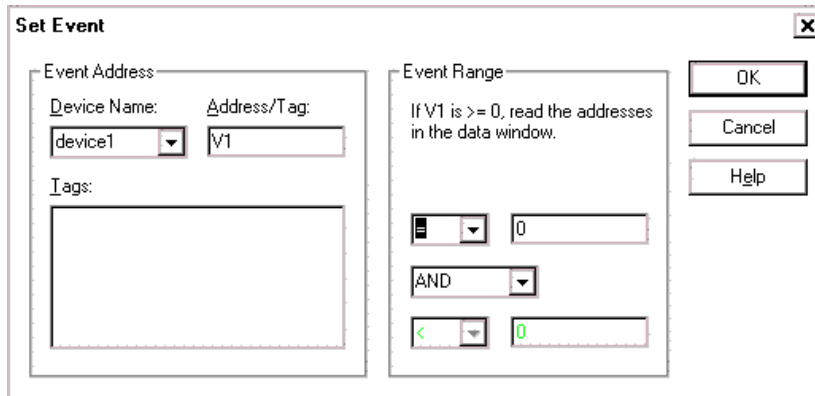 Set Event
Event Address
Device Name: Address/Tag:
device1 V1
Tags:
Event Range
If V1 is >= 0, read the addresses
in the data window.
= 0
AND
< 0
OK
Cancel
Help